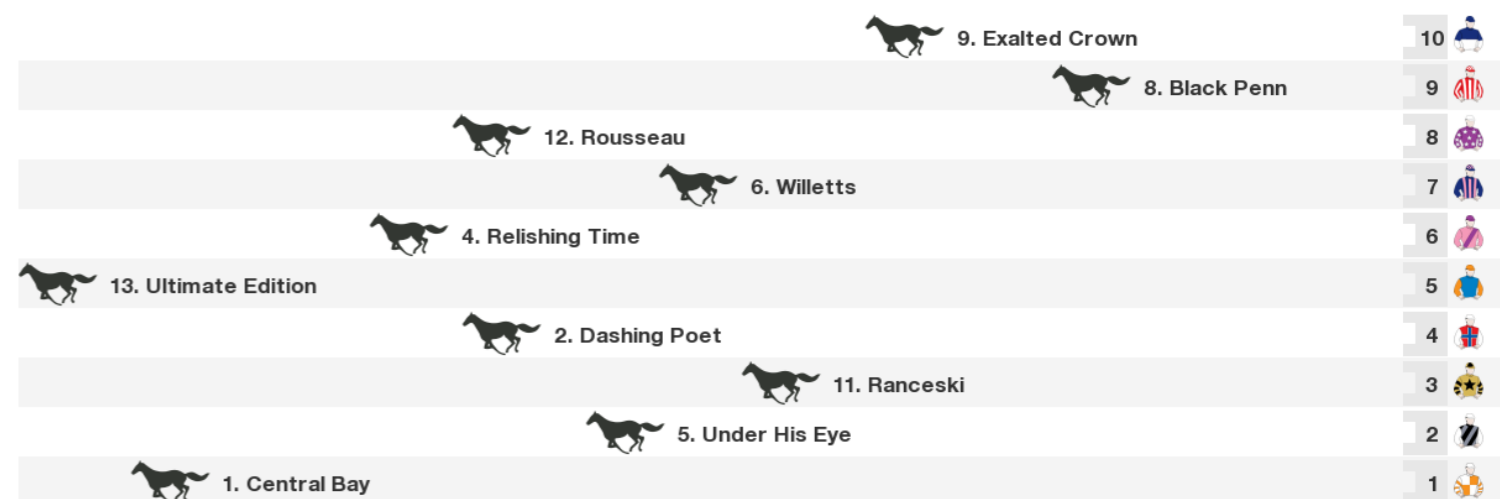 9. Exalted Crown 10
8. Black Penn 9
12. Rousseau 8
6. Willetts 7
4. Relishing Time 6
13. Ultimate Edition 5
2. Dashing Poet 4
11. Ranceski 3
5. Under His Eye 2
1. Central Bay 1